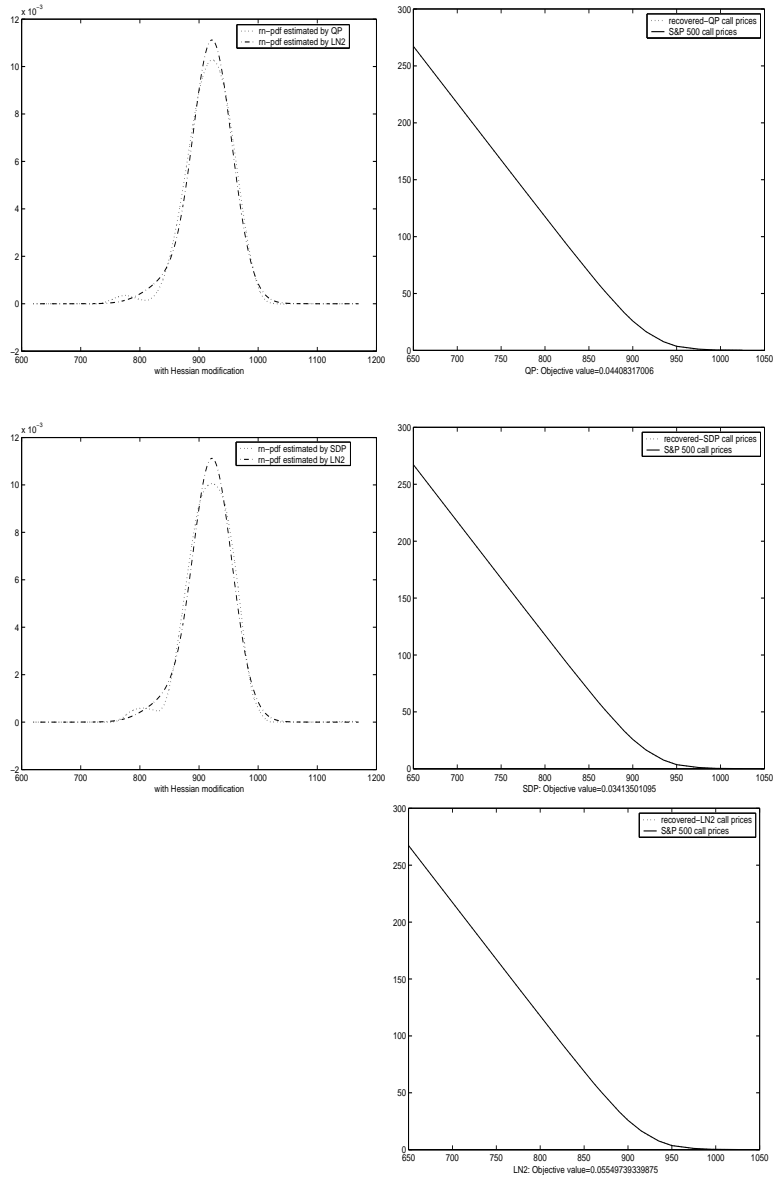 x 10⁻³
12
10
8
6
4
2
0
−2
600 700 800 900 1000 1100 1200
with Hessian modification
rn−pdf estimated by QP
rn−pdf estimated by LN2
300
250
200
150
100
50
0
650 700 750 800 850 900 950 1000 1050
QP: Objective value=0.04408317006
recovered−QP call prices
S&P 500 call prices
x 10⁻³
12
10
8
6
4
2
0
−2
600 700 800 900 1000 1100 1200
with Hessian modification
rn−pdf estimated by SDP
rn−pdf estimated by LN2
300
250
200
150
100
50
0
650 700 750 800 850 900 950 1000 1050
SDP: Objective value=0.03413501095
recovered−SDP call prices
S&P 500 call prices
300
250
200
150
100
50
0
650 700 750 800 850 900 950 1000 1050
LN2: Objective value=0.05549739339875
recovered−LN2 call prices
S&P 500 call prices